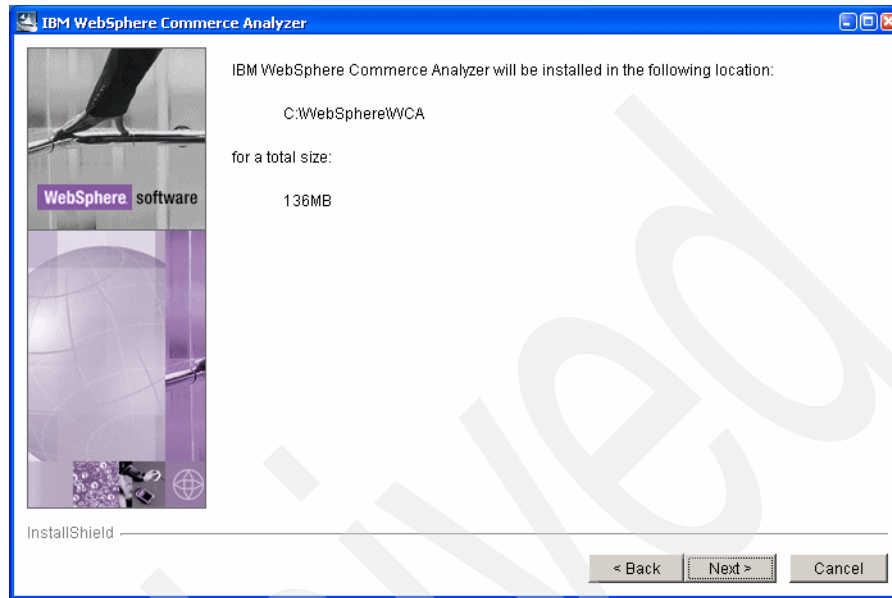 IBM WebSphere Commerce Analyzer
IBM WebSphere Commerce Analyzer will be installed in the following location:
C:\WebSphere\WCA
for a total size:
136MB
WebSphere software
InstallShield
< Back
Next >
Cancel